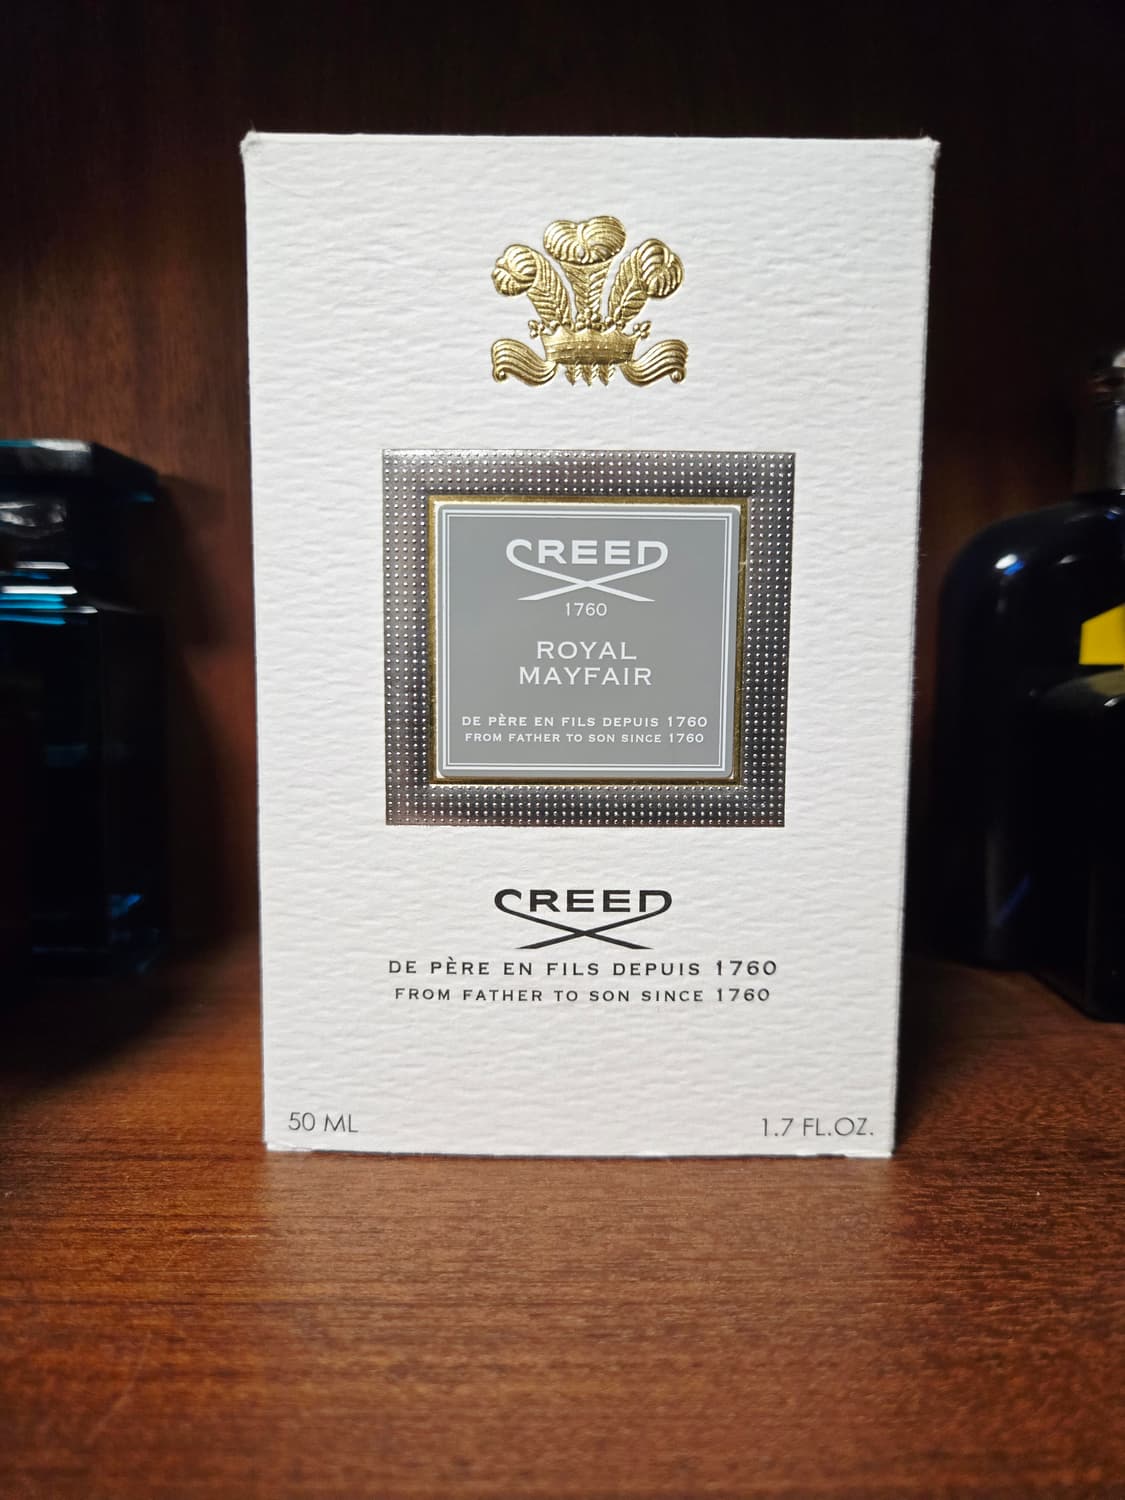 CREED
1760
ROYAL
MAYFAIR
DE PÈRE EN FILS DEPUIS 1760
FROM FATHER TO SON SINCE 1760
CREED
DE PÈRE EN FILS DEPUIS 1760
FROM FATHER TO SON SINCE 1760
50 ML
1.7 FL.OZ.